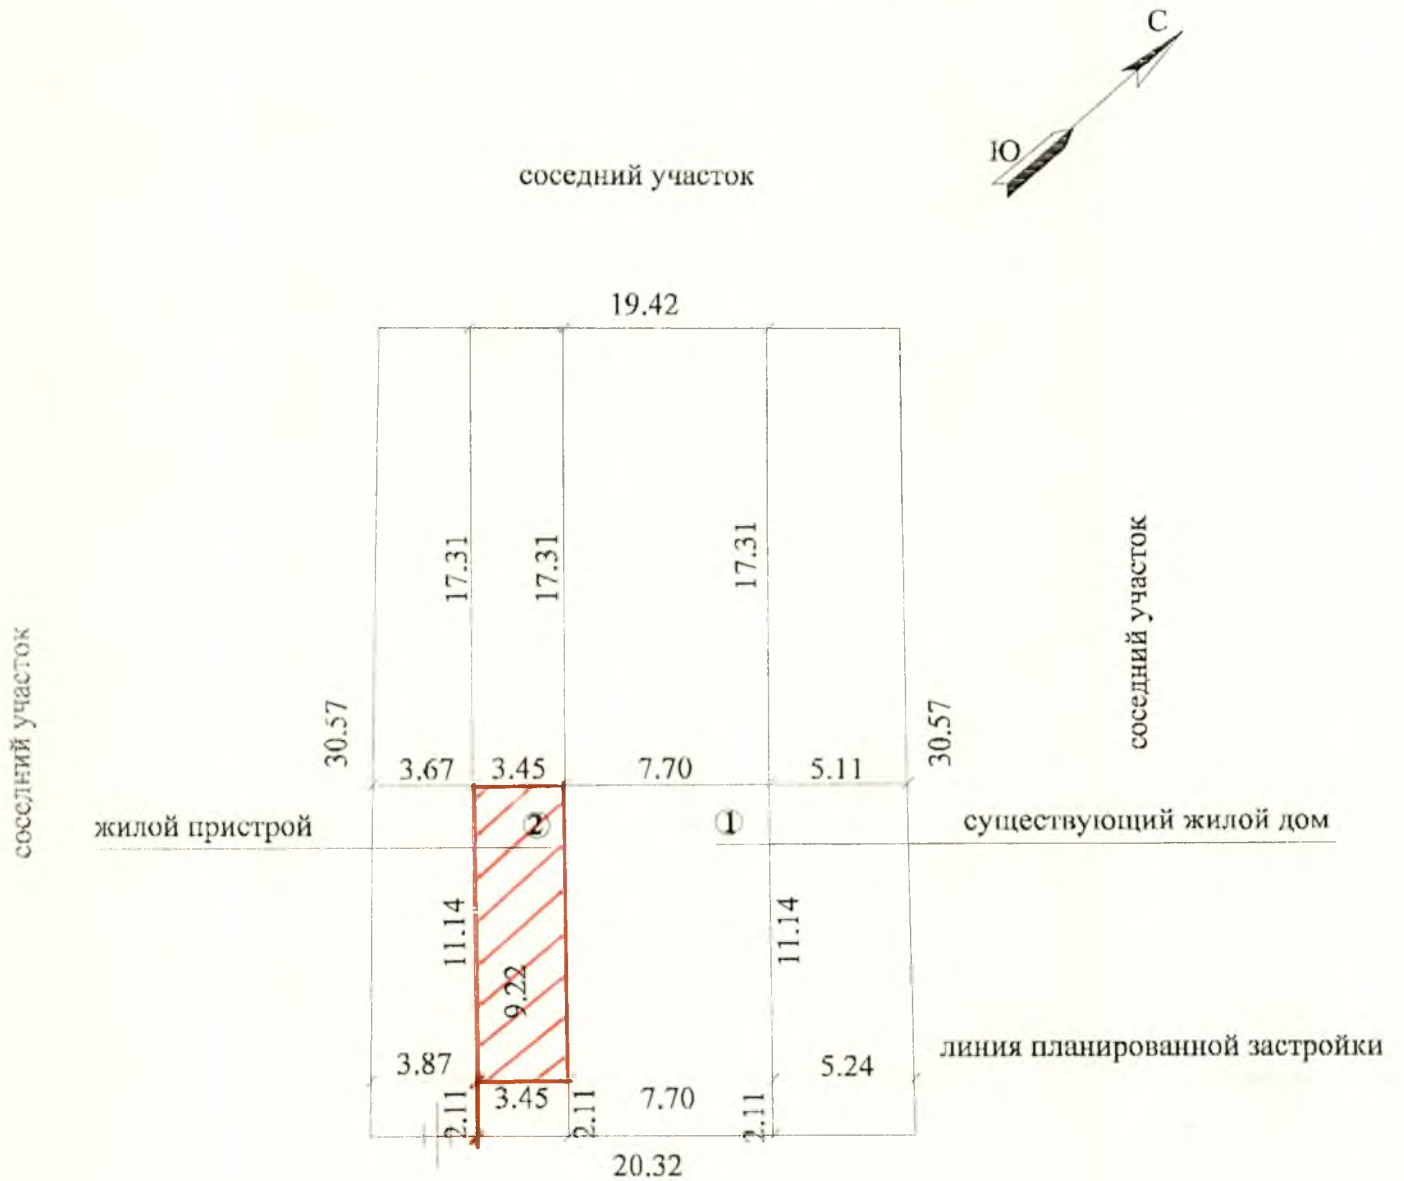 С
Ю
соседний участок
19.42
17.31
17.31
17.31
соседний участок
соседний участок
30.57
30.57
3.67
3.45
7.70
5.11
жилой пристрой
2
1
существующий жилой дом
11.14
11.14
9.22
линия планированной застройки
3.87
5.24
2.11
3.45
2.11
7.70
2.11
20.32